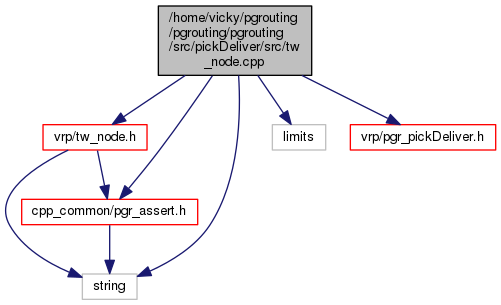 /home/vicky/pgrouting
/pgrouting/pgrouting
/src/pickDeliver/src/tw
_node.cpp
vrp/tw_node.h
limits
vrp/pgr_pickDeliver.h
cpp_common/pgr_assert.h
string